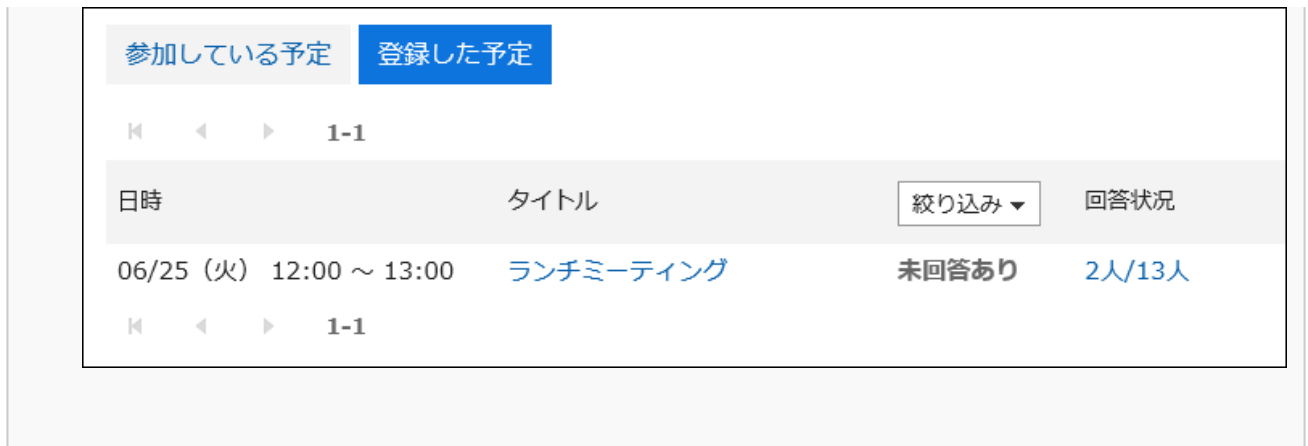 参加している予定 登録した予定
1-1
日時 タイトル 絞り込み 回答状況
06/25（火） 12:00 ～ 13:00 ランチミーティング 未回答あり 2人/13人
1-1